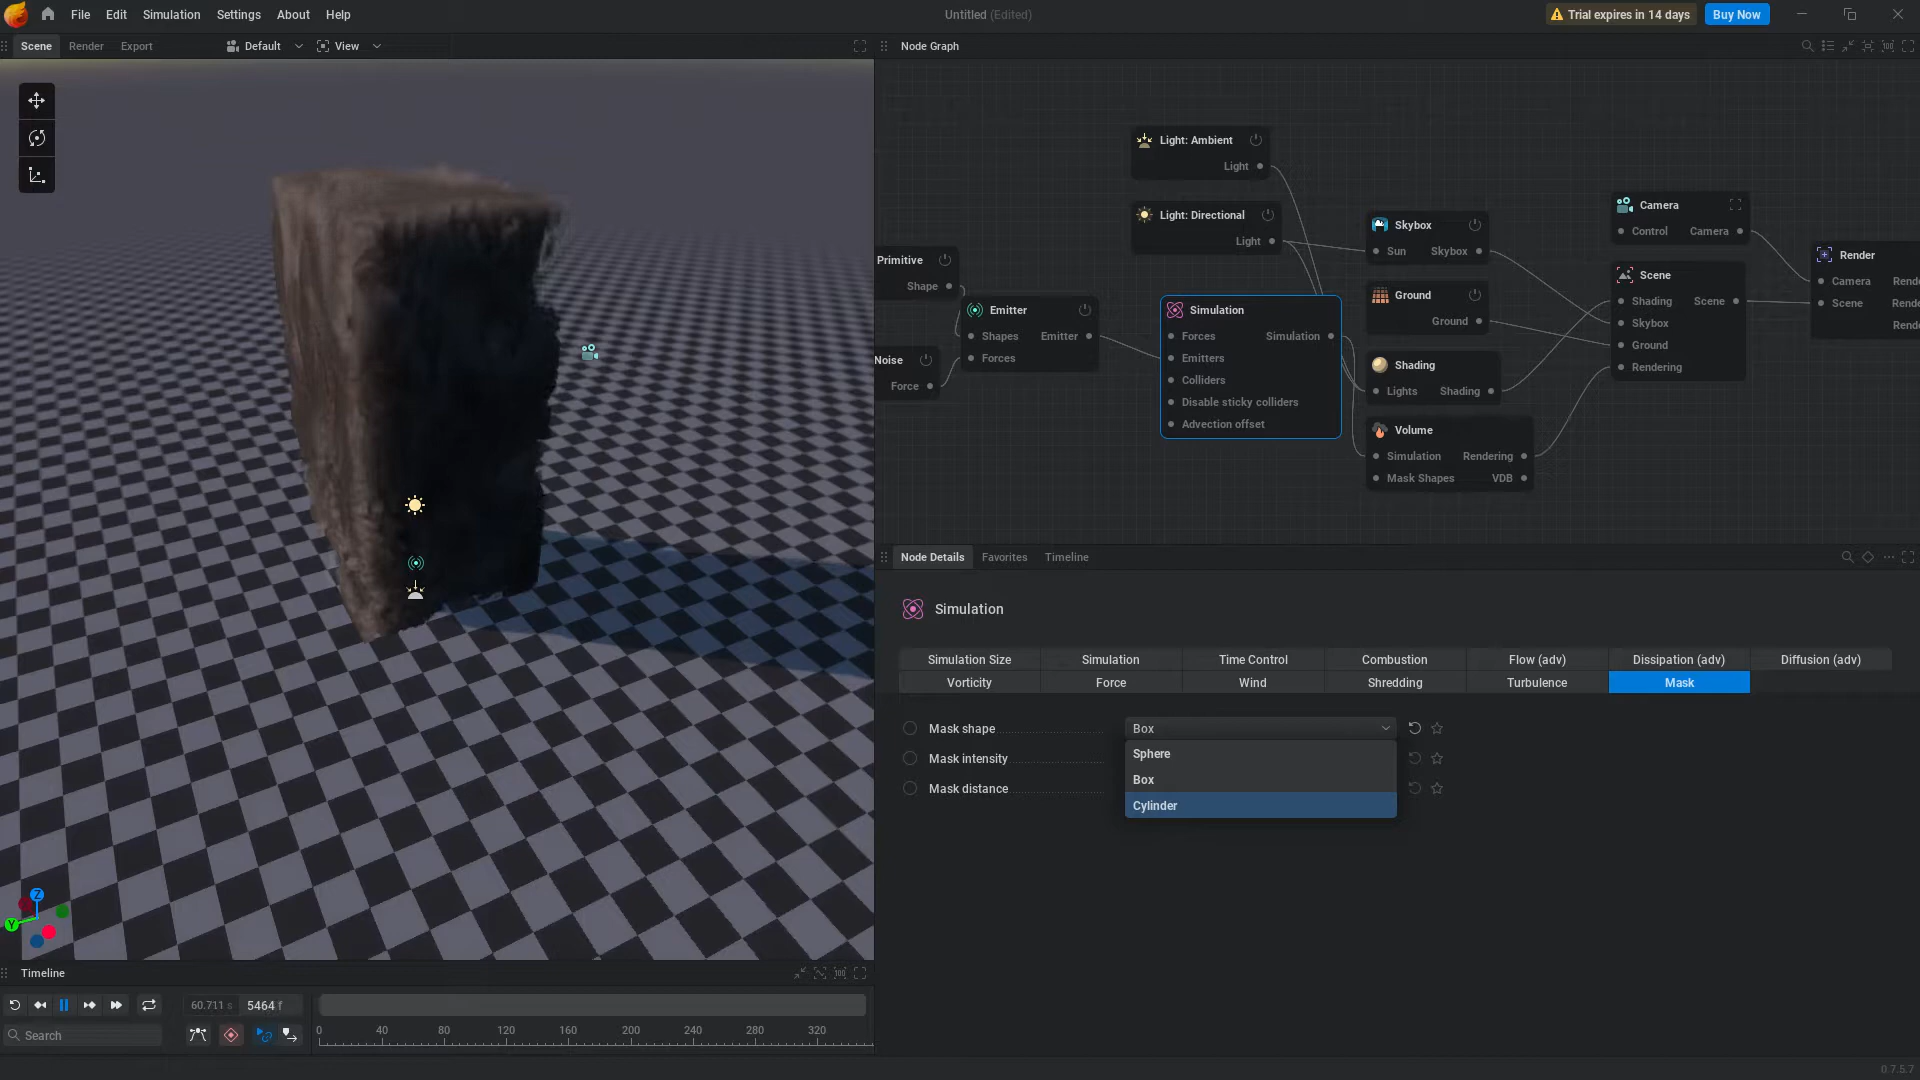 File Edit Simulation Settings About Help
Untitled (Edited)
Trial expires in 14 days
Buy Now
Scene Render Export
Default
View
Node Graph
Light: Ambient
Light
Light: Directional
Light
Primitive
Shape
Noise
Force
Emitter
Shapes Emitter
Forces
Simulation
Forces Simulation
Emitters
Colliders
Disable sticky colliders
Advection offset
Skybox
Sun Skybox
Ground
Ground
Shading
Lights Shading
Volume
Simulation Rendering
Mask Shapes VDB
Camera
Control Camera
Scene
Shading Scene
Skybox
Ground
Rendering
Render
Camera
Scene
Node Details Favorites Timeline
Simulation
Simulation Size Simulation Time Control Combustion Flow (adv) Dissipation (adv) Diffusion (adv)
Vorticity Force Wind Shredding Turbulence Mask
Mask shape Box
Sphere
Mask intensity
Box
Mask distance
Cylinder
Z
Y
Timeline
60.711 s 5464 f
Search
0 40 80 120 160 200 240 280 320
0.7.5.7